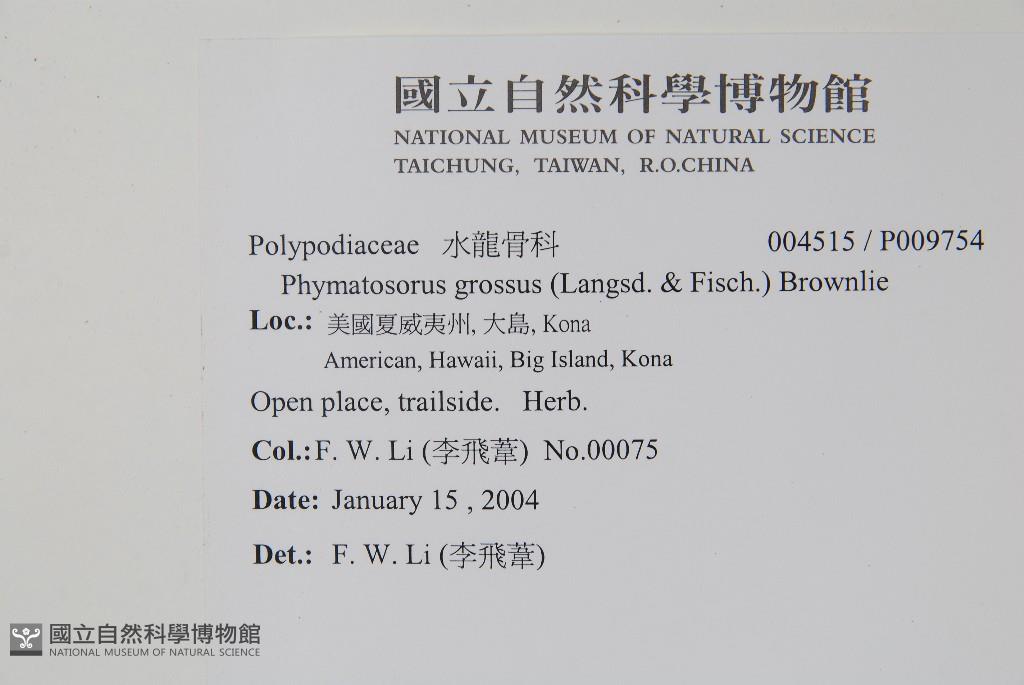 國立自然科學博物館
NATIONAL MUSEUM OF NATURAL SCIENCE
TAICHUNG, TAIWAN, R.O.CHINA
Polypodiaceae 水龍骨科 004515 / P009754
Phymatosorus grossus (Langsd. & Fisch.) Brownlie
Loc.: 美國夏威夷州, 大島, Kona
American, Hawaii, Big Island, Kona
Open place, trailside. Herb.
Col.: F. W. Li (李飛葦) No.00075
Date: January 15 , 2004
Det.: F. W. Li (李飛葦)
國立自然科學博物館
NATIONAL MUSEUM OF NATURAL SCIENCE